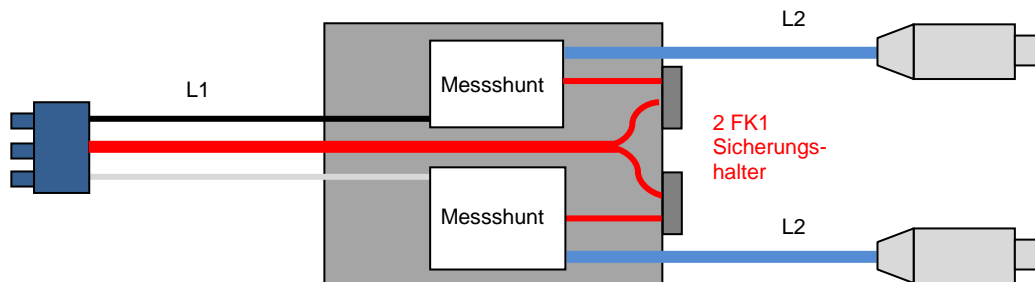 L2
Messshunt
L1
2 FK1
Sicherungs-
halter
Messshunt
L2